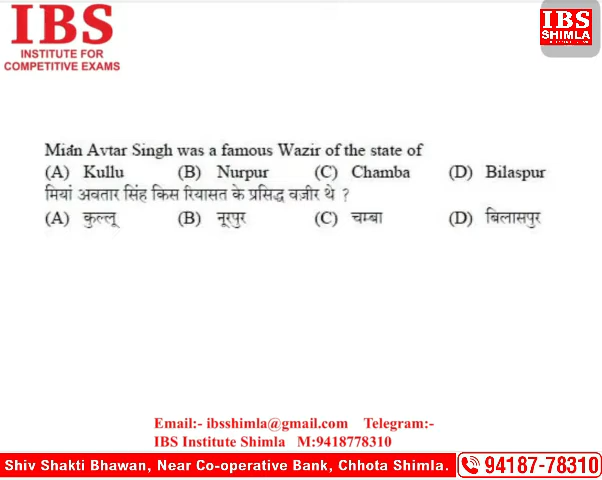 IBS
INSTITUTE FOR
COMPETITIVE EXAMS
IBS
SHIMLA
Mian Avtar Singh was a famous Wazir of the state of
(A) Kullu (B) Nurpur (C) Chamba (D) Bilaspur
मियां अवतार सिंह किस रियासत के प्रसिद्ध वज़ीर थे ?
(A) कुल्लू (B) नूरपुर (C) चम्बा (D) बिलासपुर
Email:- ibsshimla@gmail.com Telegram:-
IBS Institute Shimla M:9418778310
Shiv Shakti Bhawan, Near Co-operative Bank, Chhota Shimla. 94187-78310